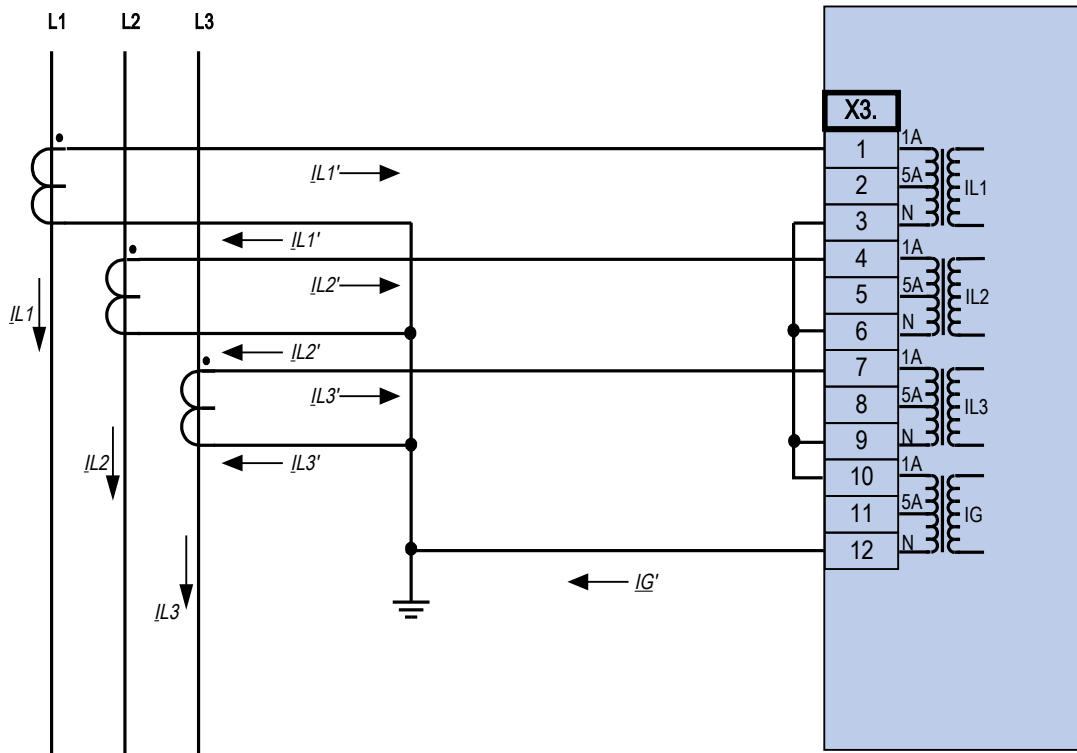 L1 L2 L3
X3.
1 1A
2 5A IL1
3 N
4 1A
5 5A IL2
6 N
7 1A
8 5A IL3
9 N
10 1A
11 5A IG
12 N
IL1'
IL1'
IL2'
IL1
IL2'
IL3'
IL2
IL3'
IG'
IL3